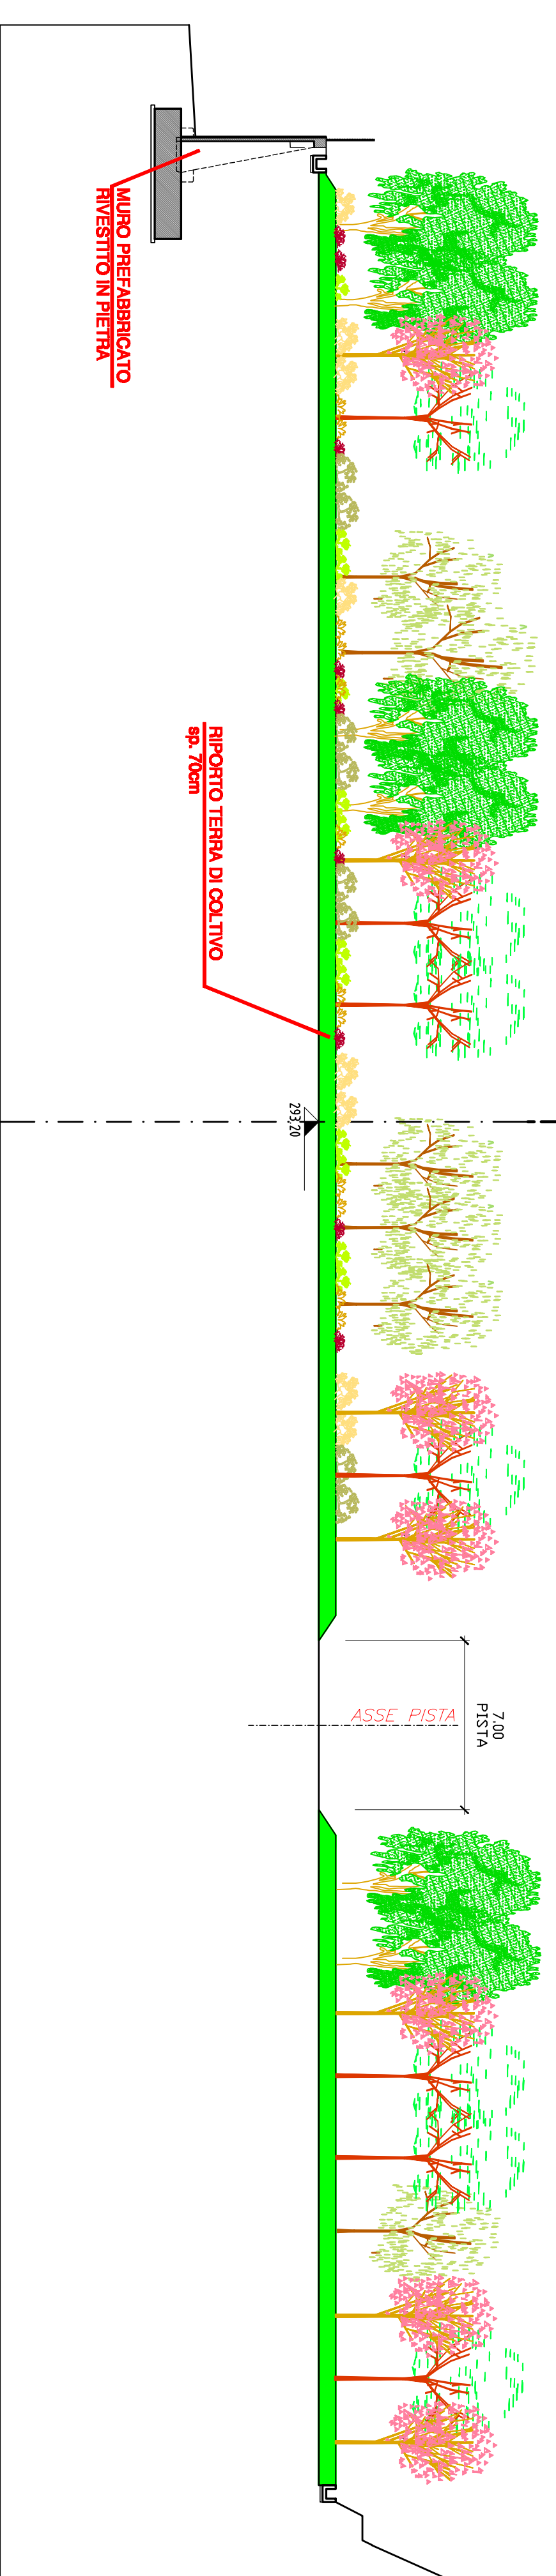 MURO PREFABBRICATO
RIVESTITO IN PIETRA
RIPORTO TERRA DI COLTIVO
sp. 70cm
293,20
7,00
PISTA
ASSE PISTA